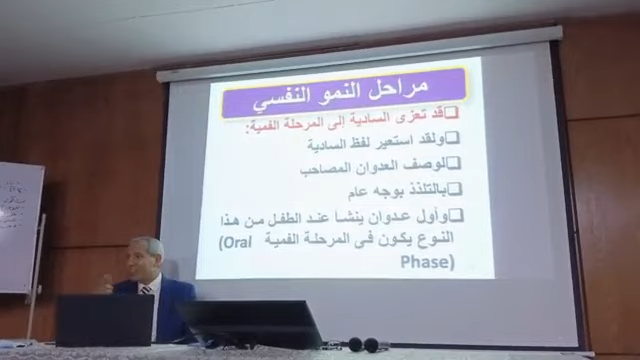 مراحل النمو النفسي
قد تعزى السادية إلى المرحلة الفمية:
ولقد استعير لفظ السادية
لوصف العدوان المصاحب
بالتلذذ بوجه عام
وأول عدوان ينشأ عند الطفل من هذا
النوع يكون في المرحلة الفمية (Oral
Phase)